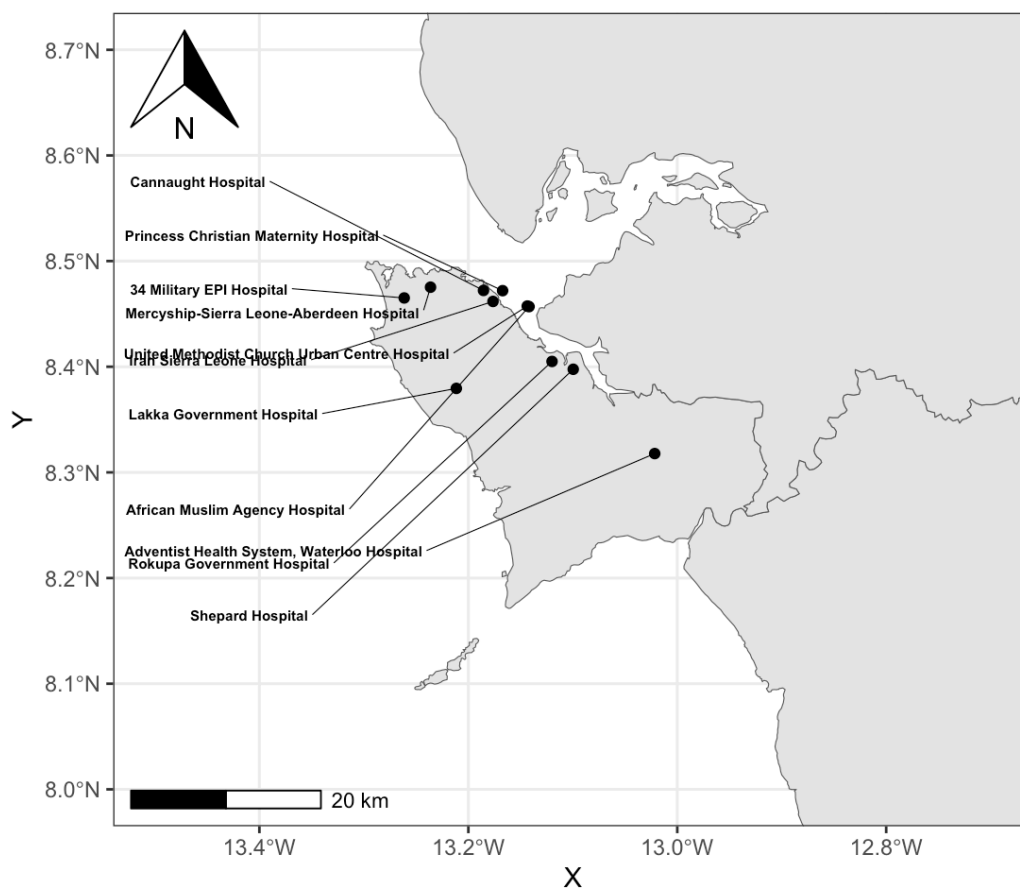 8.7°N
N
8.6°N
Cannaught Hospital
Princess Christian Maternity Hospital
8.5°N
34 Military EPI Hospital
Mercyship-Sierra Leone-Aberdeen Hospital
United Methodist Church Urban Centre Hospital
Iran Sierra Leone Hospital
8.4°N
Lakka Government Hospital
Y
8.3°N
African Muslim Agency Hospital
Adventist Health System, Waterloo Hospital
Rokupa Government Hospital
8.2°N
Shepard Hospital
8.1°N
8.0°N
20 km
13.4°W
13.2°W
13.0°W
12.8°W
X